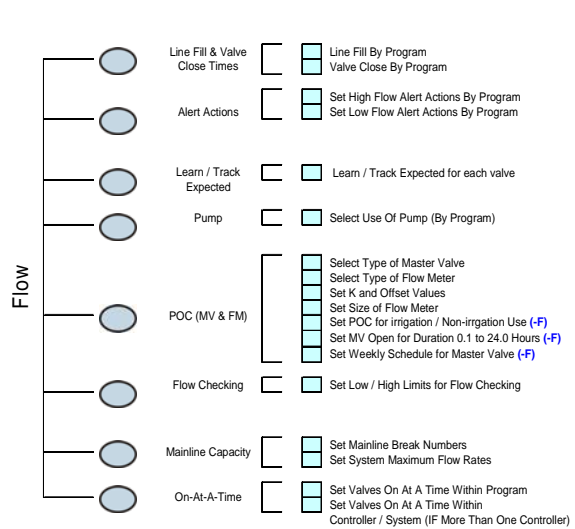 Flow
Line Fill & Valve
Close Times
Line Fill By Program
Valve Close By Program
Alert Actions
Set High Flow Alert Actions By Program
Set Low Flow Alert Actions By Program
Learn / Track
Expected
Learn / Track Expected for each valve
Pump
Select Use Of Pump (By Program)
POC (MV & FM)
Select Type of Master Valve
Select Type of Flow Meter
Set K and Offset Values
Set Size of Flow Meter
Set POC for irrigation / Non-irrgation Use (-F)
Set MV Open for Duration 0.1 to 24.0 Hours (-F)
Set Weekly Schedule for Master Valve (-F)
Flow Checking
Set Low / High Limits for Flow Checking
Mainline Capacity
Set Mainline Break Numbers
Set System Maximum Flow Rates
On-At-A-Time
Set Valves On At A Time Within Program
Set Valves On At A Time Within
Controller / System (IF More Than One Controller)